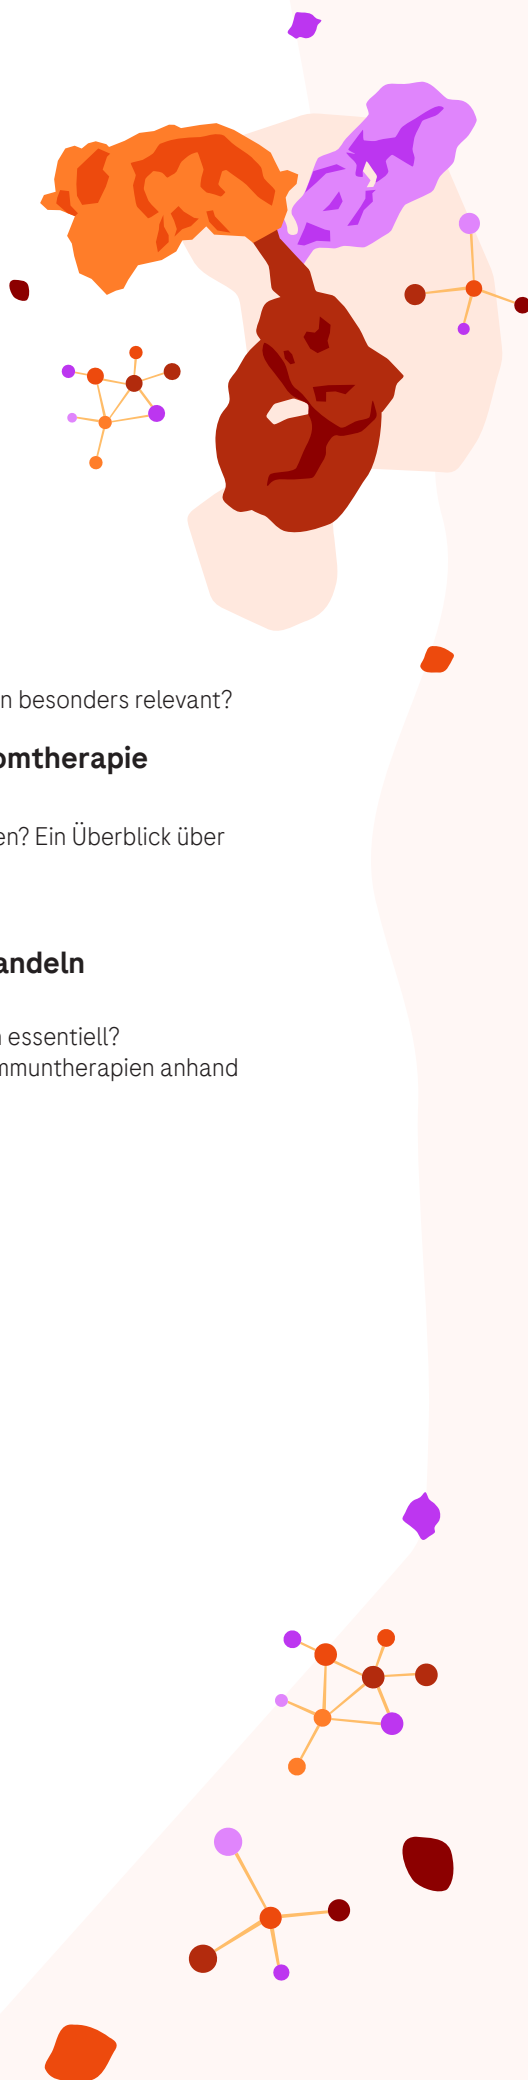 n besonders relevant?
omtherapie
en? Ein Überblick über
andeln
essentiell?
mmuntherapien anhand